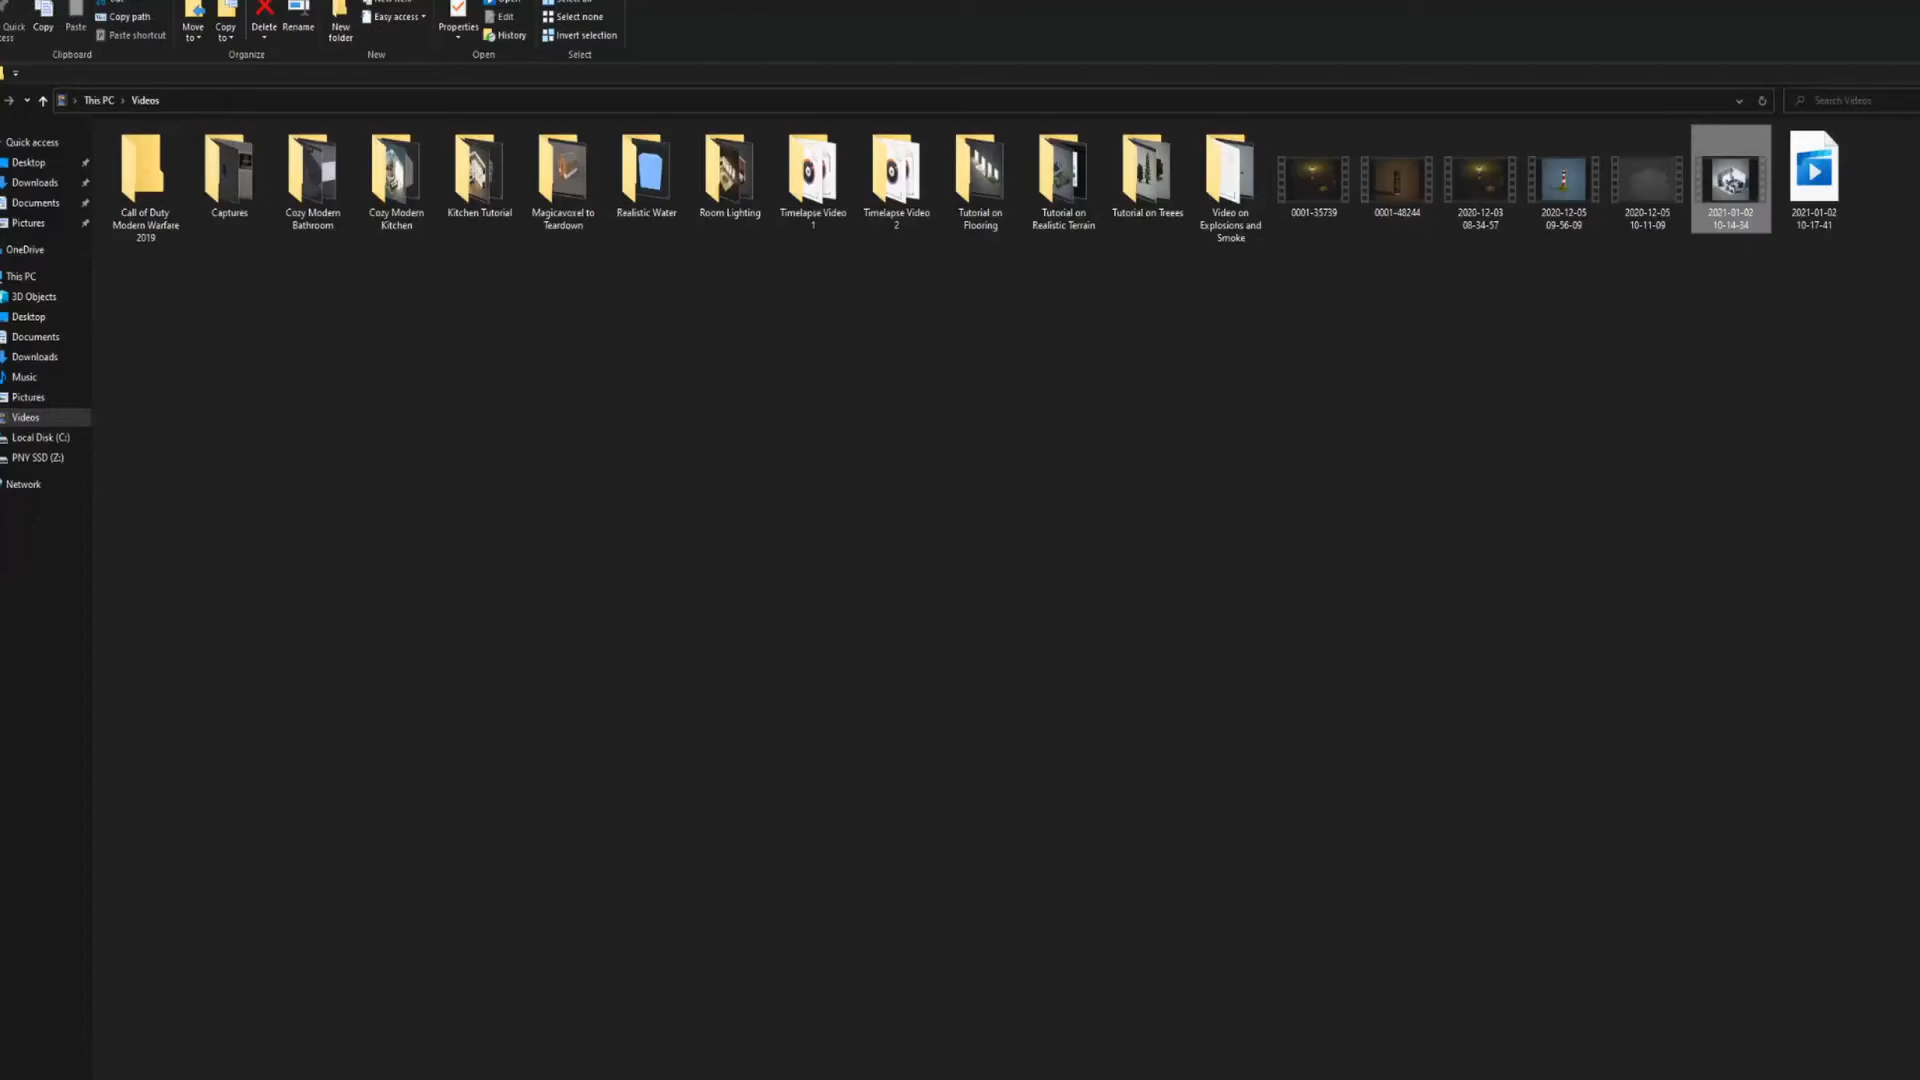 Quick
Copy
Paste
Copy path
Paste shortcut
Move
to
Copy
to
Delete
Rename
New
folder
Easy access
Properties
Edit
History
Select none
Invert selection
Clipboard
Organize
New
Open
Select
This PC > Videos
Search Videos
Quick access
Desktop
Downloads
Documents
Pictures
OneDrive
This PC
3D Objects
Desktop
Documents
Downloads
Music
Pictures
Videos
Local Disk (C:)
PNY SSD (Z:)
Network
Call of Duty
Modern Warfare
2019
Captures
Cozy Modern
Bathroom
Cozy Modern
Kitchen
Kitchen Tutorial
Magicavoxel to
Teardown
Realistic Water
Room Lighting
Timelapse Video
1
Timelapse Video
2
Tutorial on
Flooring
Tutorial on
Realistic Terrain
Tutorial on Treees
Video on
Explosions and
Smoke
0001-35739
0001-48244
2020-12-03
08-34-57
2020-12-05
09-56-09
2020-12-05
10-11-09
2021-01-02
10-14-34
2021-01-02
10-17-41